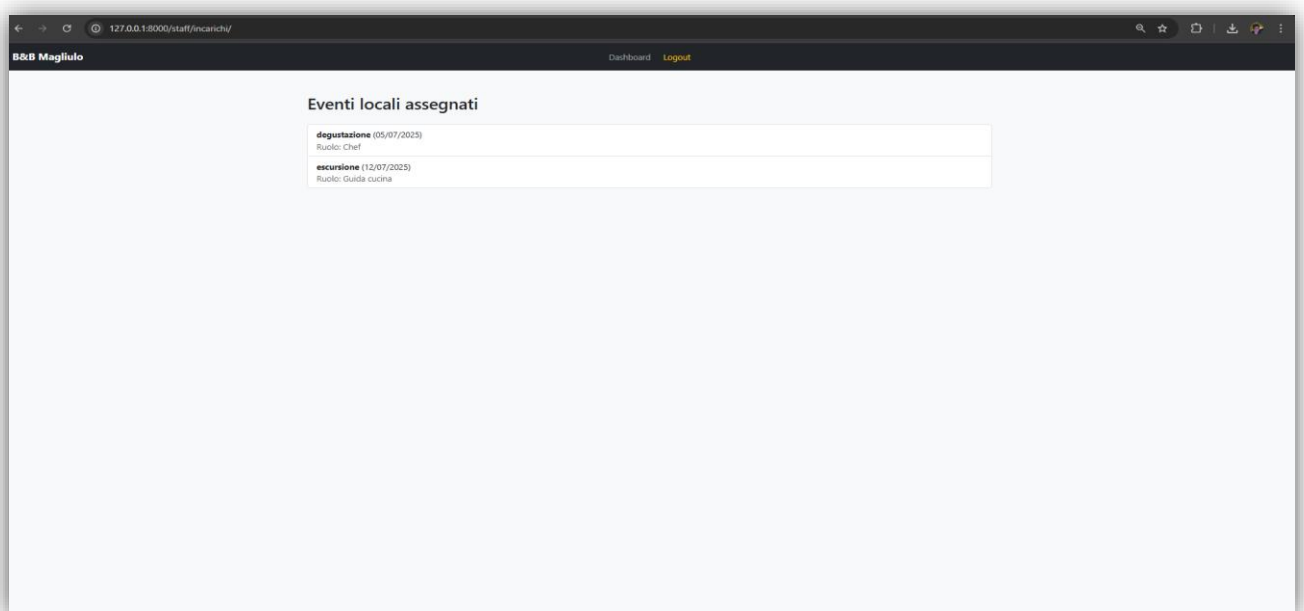 127.0.0.1:8000/staff/incarichi/
B&B Magliulo
Dashboard Logout
Eventi locali assegnati
degustazione (05/07/2025)
Ruolo: Chef
escursione (12/07/2025)
Ruolo: Guida cucina